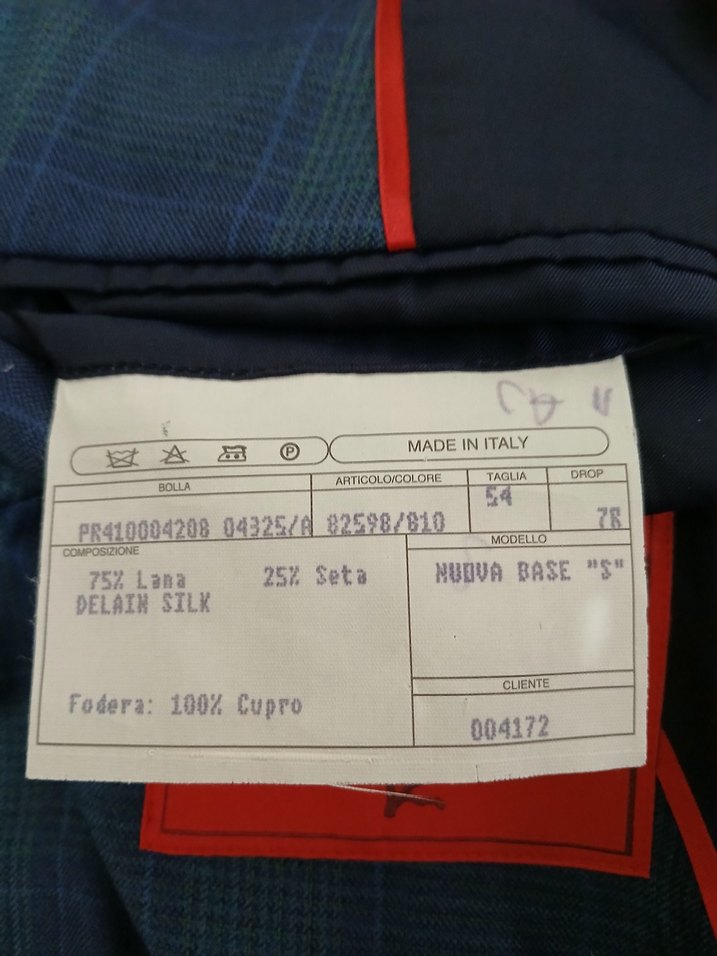 P
MADE IN ITALY
BOLLA
ARTICOLO/COLORE
TAGLIA
DROP
PR410004208 04325/A
82598/810
54
7R
COMPOSIZIONE
MODELLO
75% Lana 25% Seta
DELAIN SILK
NUOVA BASE "S"
Fodera: 100% Cupro
CLIENTE
004172